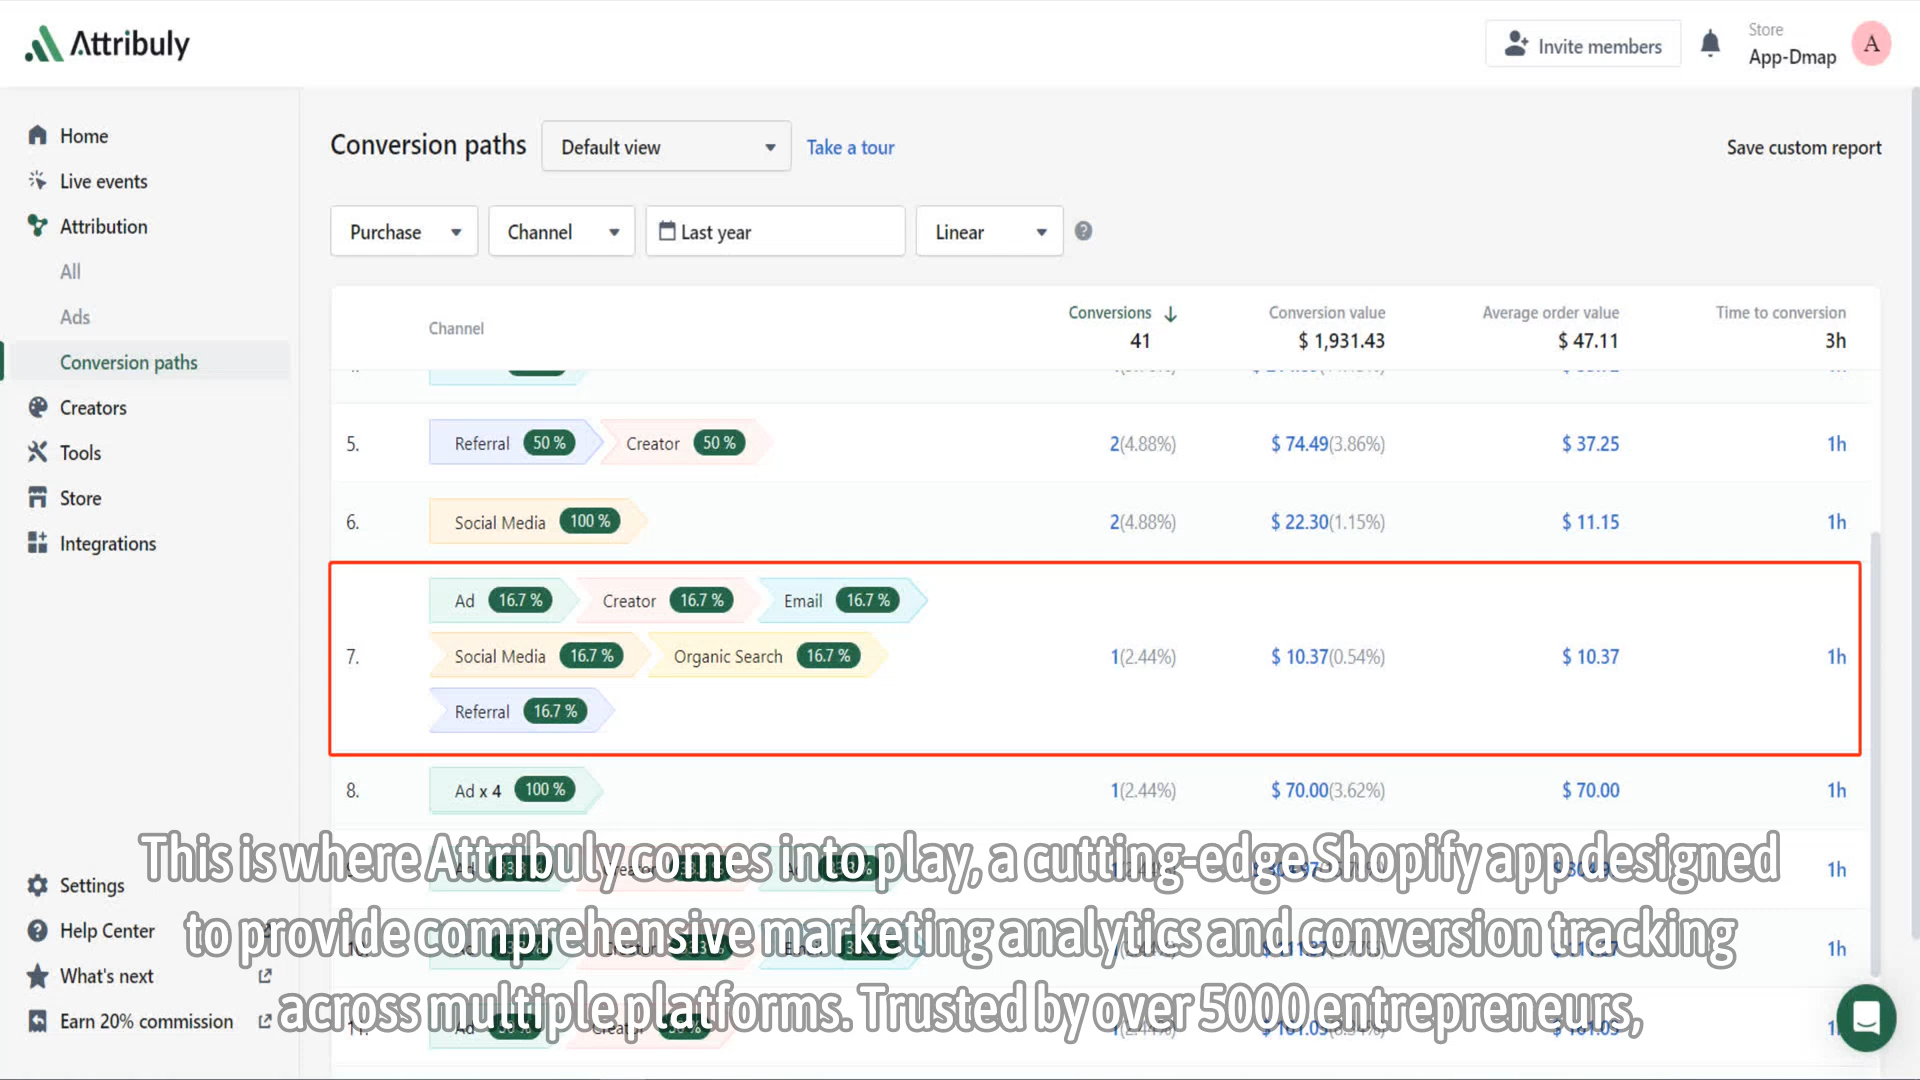 Attribuly
Invite members
Store
App-Dmap
A
Home
Live events
Attribution
All
Ads
Conversion paths
Creators
Tools
Store
Integrations
Settings
Help Center
What's next
Earn 20% commission
Conversion paths
Default view
Take a tour
Save custom report
Purchase
Channel
Last year
Linear
?
Channel
Conversions ↓
41
Conversion value
$ 1,931.43
Average order value
$ 47.11
Time to conversion
3h
5. Referral 50 % Creator 50 % 2(4.88%) $ 74.49(3.86%) $ 37.25 1h
6. Social Media 100 % 2(4.88%) $ 22.30(1.15%) $ 11.15 1h
Ad 16.7 % Creator 16.7 % Email 16.7 %
7. Social Media 16.7 % Organic Search 16.7 % 1(2.44%) $ 10.37(0.54%) $ 10.37 1h
Referral 16.7 %
8. Ad x 4 100 % 1(2.44%) $ 70.00(3.62%) $ 70.00 1h
1h
1h
This is where Attribuly comes into play, a cutting-edge Shopify app designed
to provide comprehensive marketing analytics and conversion tracking
across multiple platforms. Trusted by over 5000 entrepreneurs,